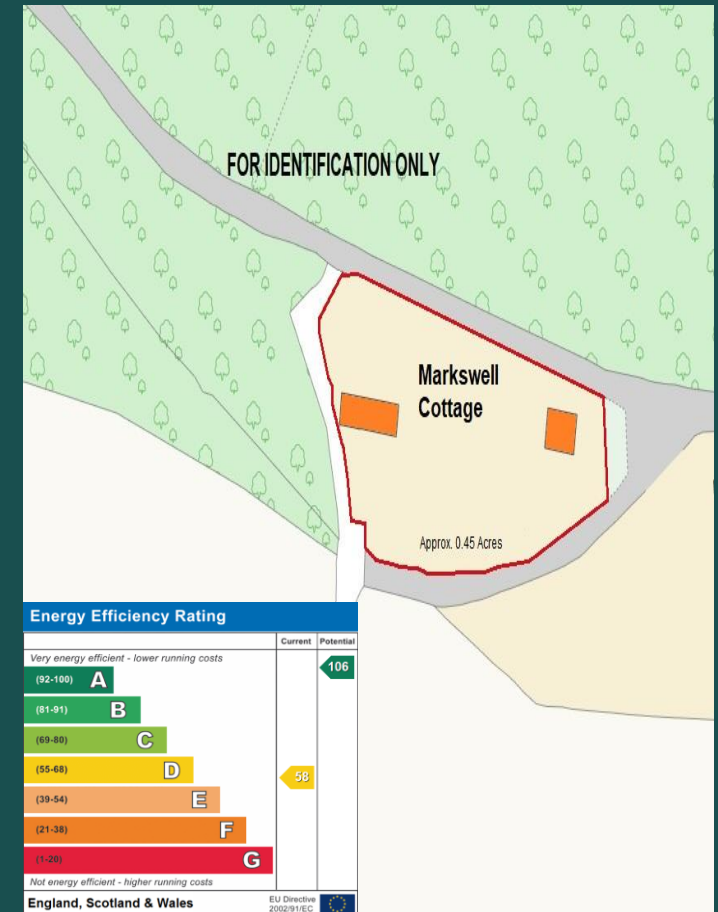 FOR IDENTIFICATION ONLY
Markswell
Cottage
Approx. 0.45 Acres
Energy Efficiency Rating
Current Potential
Very energy efficient - lower running costs
(92-100) A
106
(81-91) B
(69-80) C
(55-68) D
58
(39-54) E
(21-38) F
(1-20) G
Not energy efficient - higher running costs
England, Scotland & Wales
EU Directive
2002/91/EC